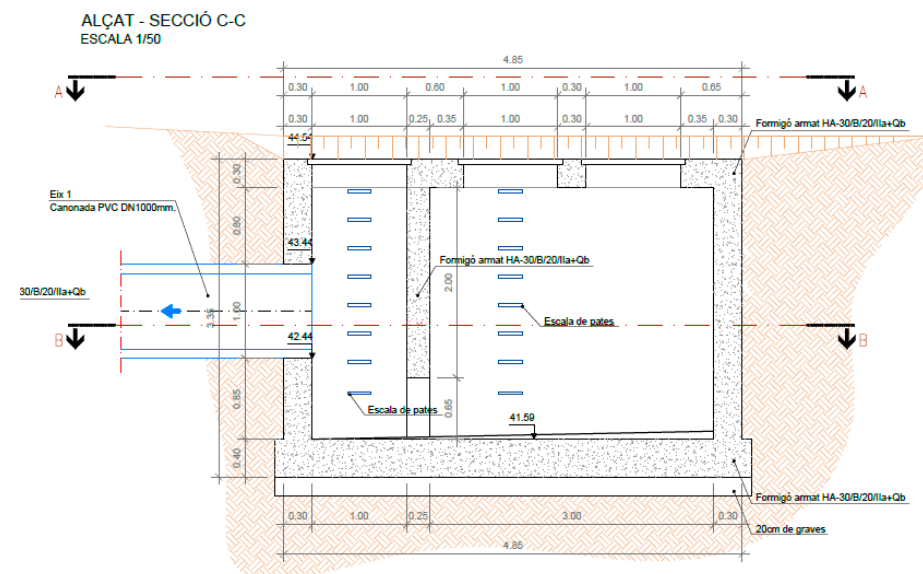 ALÇAT - SECCIÓ C-C
ESCALA 1/50
4.85
A
A
0.30 1.00 0.60 1.00 0.30 1.00 0.65
0.30 1.00 0.25 0.35 1.00 0.30 1.00 0.35 0.30
Formigó armat HA-30/B/20/IIa+Qb
44.54
0.30
Eix 1
Canonada PVC DN1000mm.
0.80
43.44
Formigó armat HA-30/B/20/IIa+Qb
2.00
30/B/20/IIa+Qb
3.35
1.00
Escala de pates
B
B
42.44
0.85
Escala de pates
0.65
41.59
0.40
Formigó armat HA-30/B/20/IIa+Qb
0.30 1.00 0.25 3.00 0.30
20cm de graves
4.85